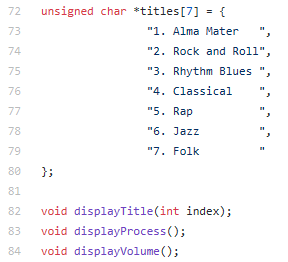 72 unsigned char *titles[7] = {
73 "1. Alma Mater   ",
74 "2. Rock and Roll",
75 "3. Rhythm Blues ",
76 "4. Classical    ",
77 "5. Rap          ",
78 "6. Jazz         ",
79 "7. Folk         "
80 };
81
82 void displayTitle(int index);
83 void displayProcess();
84 void displayVolume();